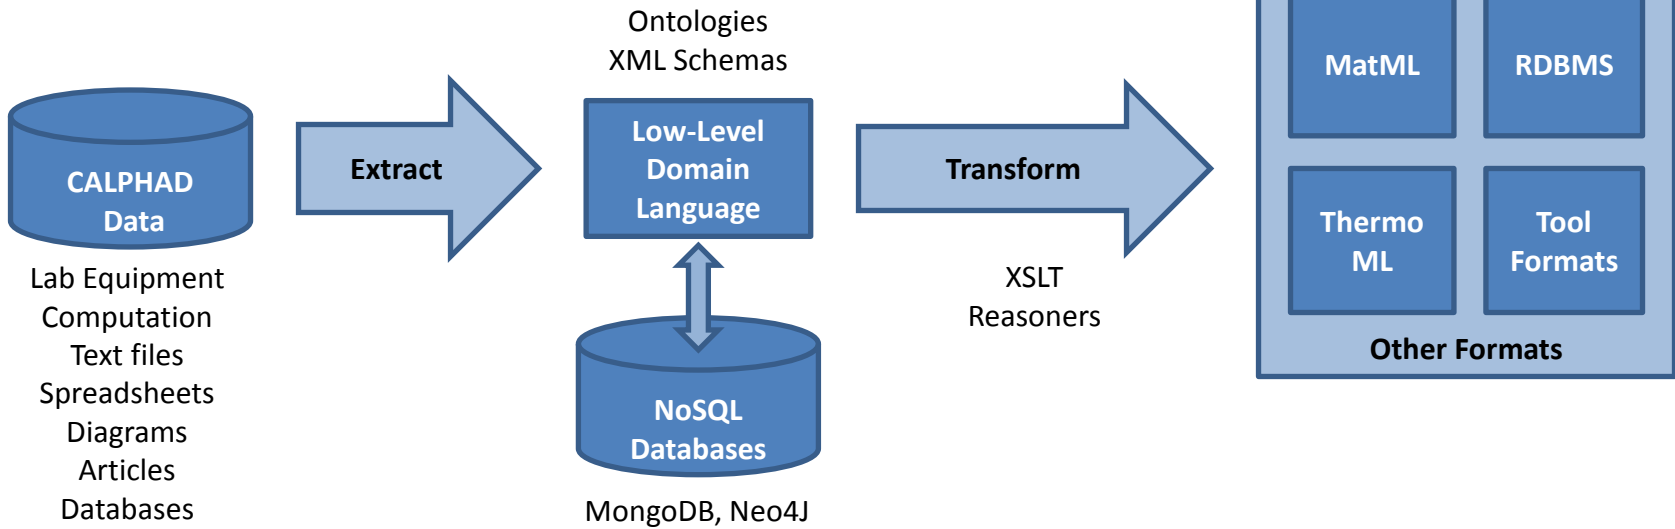 CALPHAD
Data
Lab Equipment
Computation
Text files
Spreadsheets
Diagrams
Articles
Databases
Extract
Ontologies
XML Schemas
Low-Level
Domain
Language
NoSQL
Databases
MongoDB, Neo4J
Transform
XSLT
Reasoners
MatML
RDBMS
Thermo
ML
Tool
Formats
Other Formats